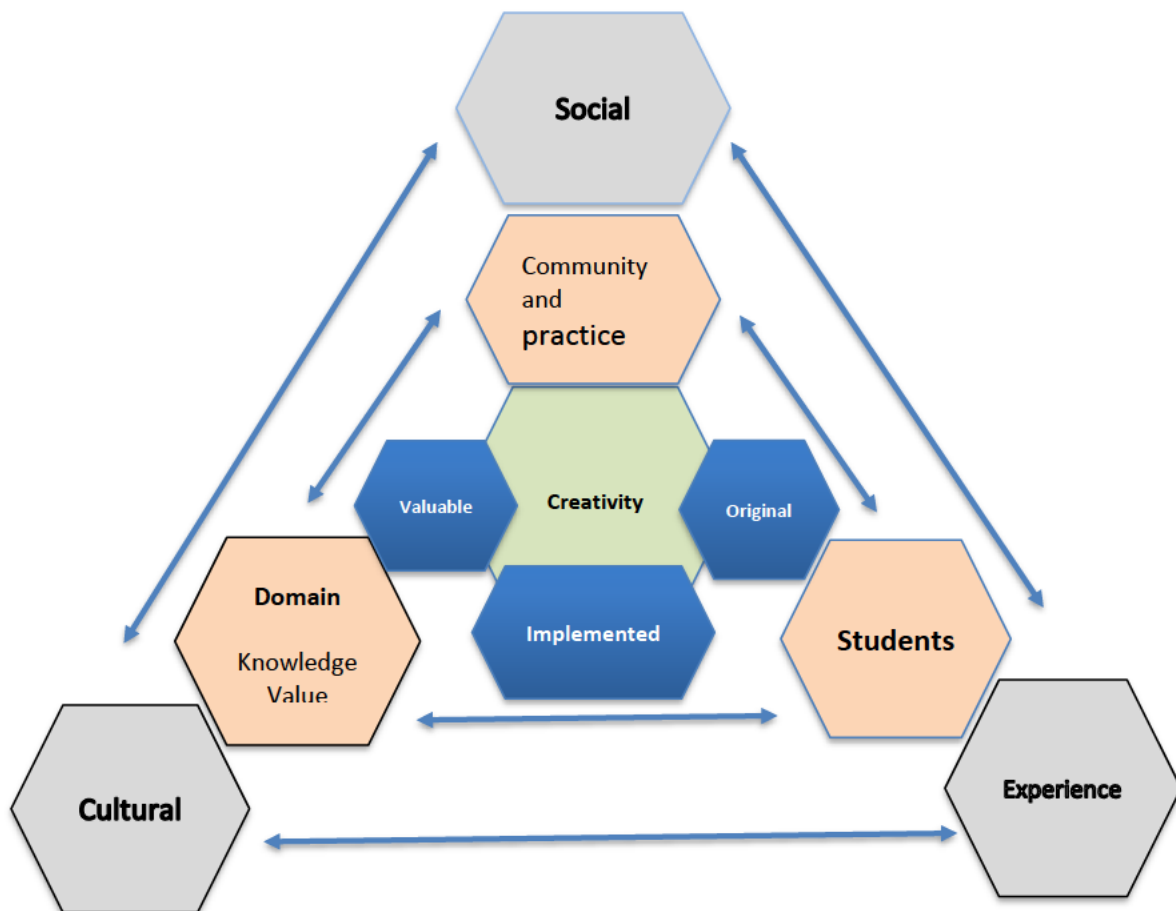 Social
Community
and
practice
Valuable
Creativity
Original
Domain
Knowledge
Value
Implemented
Students
Cultural
Experience